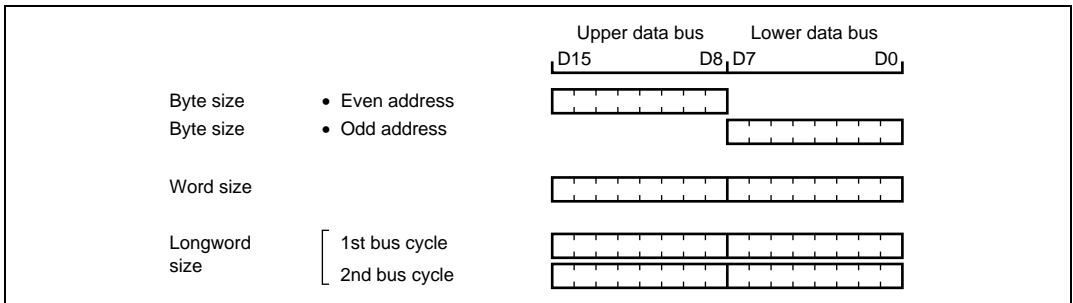 Upper data bus Lower data bus
D15 D8 D7 D0
Byte size • Even address
Byte size • Odd address
Word size
Longword size 1st bus cycle
2nd bus cycle